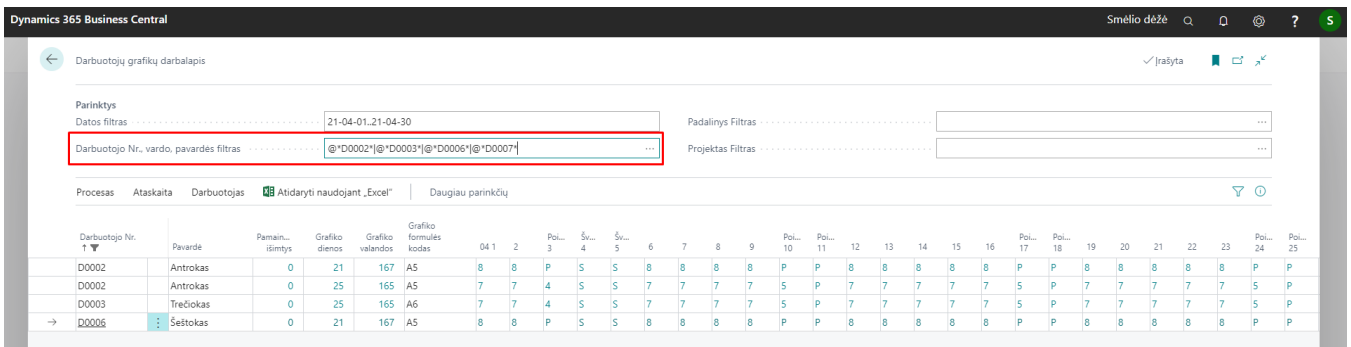 Dynamics 365 Business Central Smėlio dėžė ? S
Darbuotojų grafikų darbalapis Įrašyta
Parinktys
Datos filtras 21-04-01..21-04-30 Padalinys Filtras
Darbuotojo Nr., vardo, pavardės filtras @*D0002*|@*D0003*|@*D0006*|@*D0007* Projektas Filtras
Procesas Ataskaita Darbuotojas Atidaryti naudojant „Excel“ Daugiau parinkčių
Grafiko
Darbuotojo Nr. Pamain... Grafiko Grafiko formulės Poi... Šv... Šv... Poi... Poi... Poi... Poi... Poi... Poi...
↑ Pavardė išimtys dienos valandos kodas 04 1 2 3 4 5 6 7 8 9 10 11 12 13 14 15 16 17 18 19 20 21 22 23 24 25
D0002 Antrokas 0 21 167 A5 8 8 P S S 8 8 8 8 P P 8 8 8 8 8 P P 8 8 8 8 8 P P
D0002 Antrokas 0 25 165 A5 7 7 4 S S 7 7 7 7 5 P 7 7 7 7 7 5 P 7 7 7 7 7 5 P
D0003 Trečiokas 0 25 165 A6 7 7 4 S S 7 7 7 7 5 P 7 7 7 7 7 5 P 7 7 7 7 7 5 P
D0006 Šeštokas 0 21 167 A5 8 8 P S S 8 8 8 8 P P 8 8 8 8 8 P P 8 8 8 8 8 P P